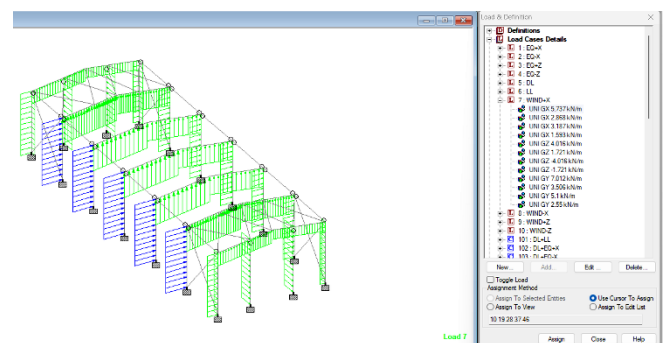 Load & Definition
Definitions
Load Cases Details
1 : EQ+X
2 : EQ-X
3 : EQ+Z
4 : EQ-Z
5 : DL
6 : LL
7 : WIND+X
UNI GX 5.737 kN/m
UNI GX 2.868 kN/m
UNI GX 3.187 kN/m
UNI GX 1.593 kN/m
UNI GZ 4.016 kN/m
UNI GZ 1.721 kN/m
UNI GZ -4.016 kN/m
UNI GZ -1.721 kN/m
UNI GY 7.012 kN/m
UNI GY 3.506 kN/m
UNI GY 5.1 kN/m
UNI GY 2.55 kN/m
8 : WIND-X
9 : WIND+Z
10 : WIND-Z
101 : DL+LL
102 : DL+EQ+X
103 : DL+EQ-X
New...
Add...
Edit ...
Delete...
Toggle Load
Assignment Method
Assign To Selected Entries
Use Cursor To Assign
Assign To View
Assign To Edit List
10 19 28 37 46
Load 7
Assign
Close
Help